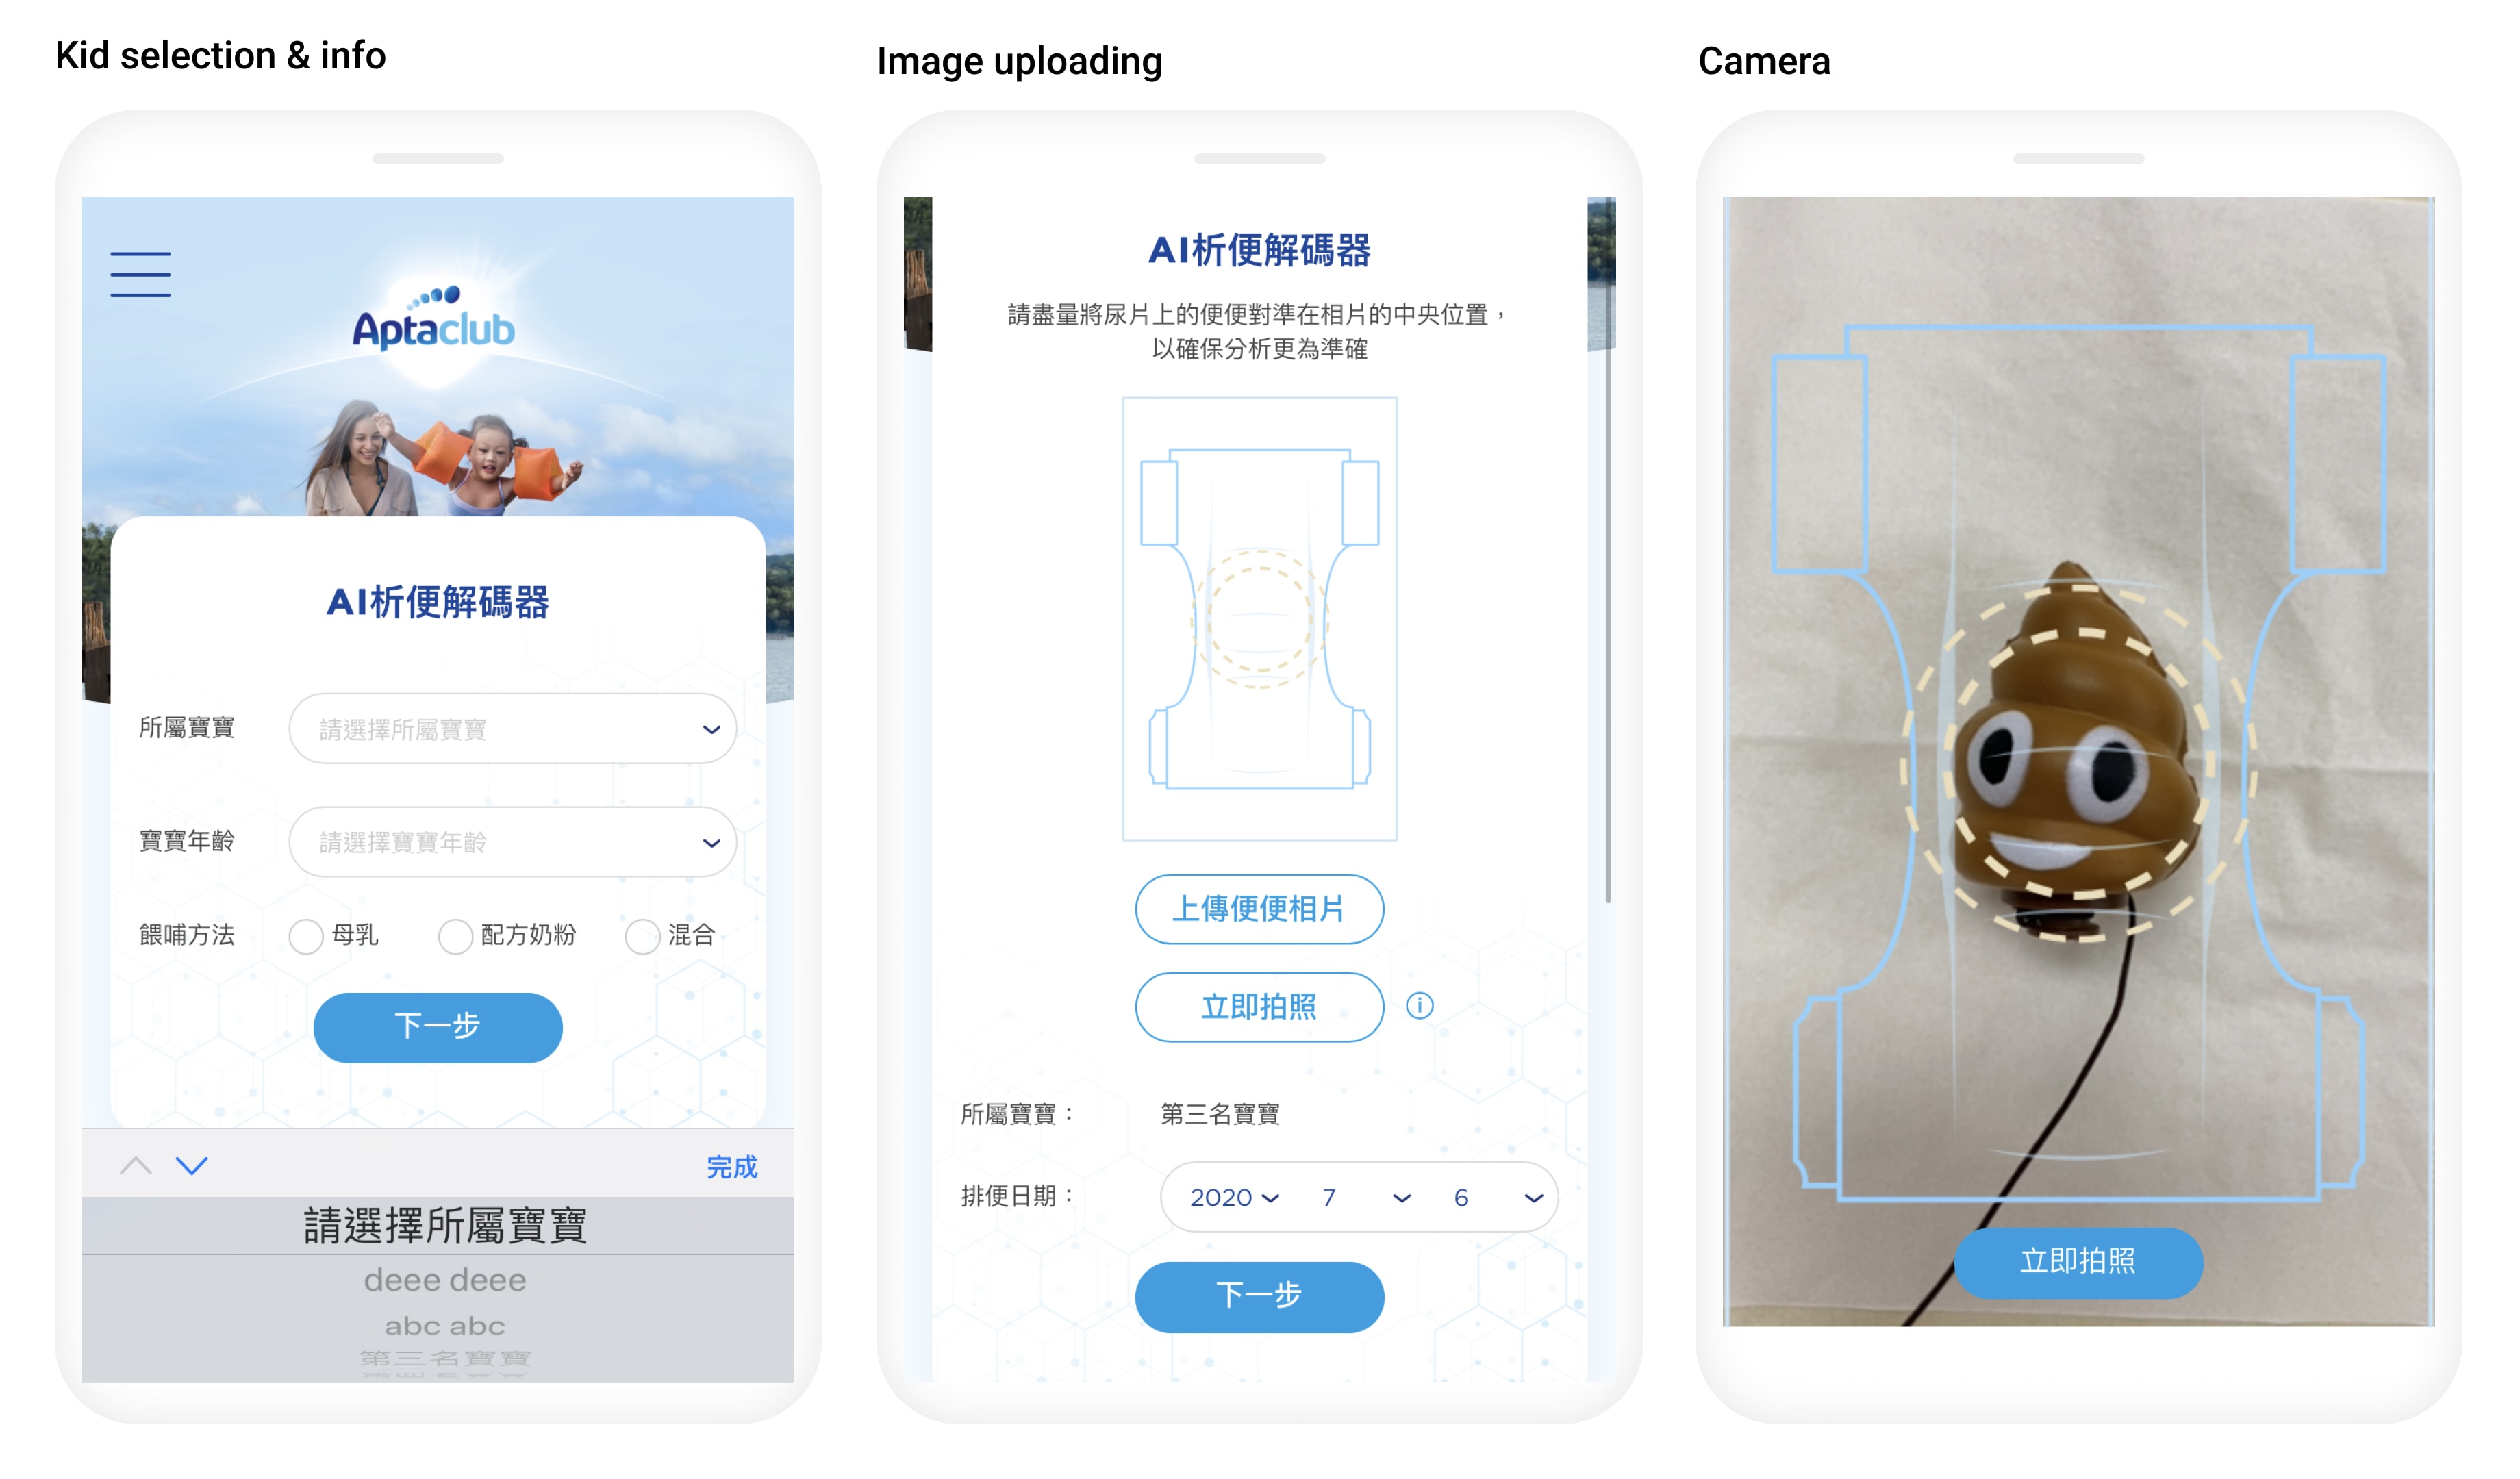 Kid selection & info
Aptaclub
AI析便解碼器
所屬寶寶
請選擇所屬寶寶
寶寶年齡
請選擇寶寶年齡
餵哺方法
母乳
配方奶粉
混合
下一步
完成
請選擇所屬寶寶
deee deee
abc abc
第三名寶寶
Image uploading
AI析便解碼器
請盡量將尿片上的便便對準在相片的中央位置，
以確保分析更為準確
上傳便便相片
立即拍照
i
所屬寶寶：
第三名寶寶
排便日期：
2020 7 6
下一步
Camera
立即拍照